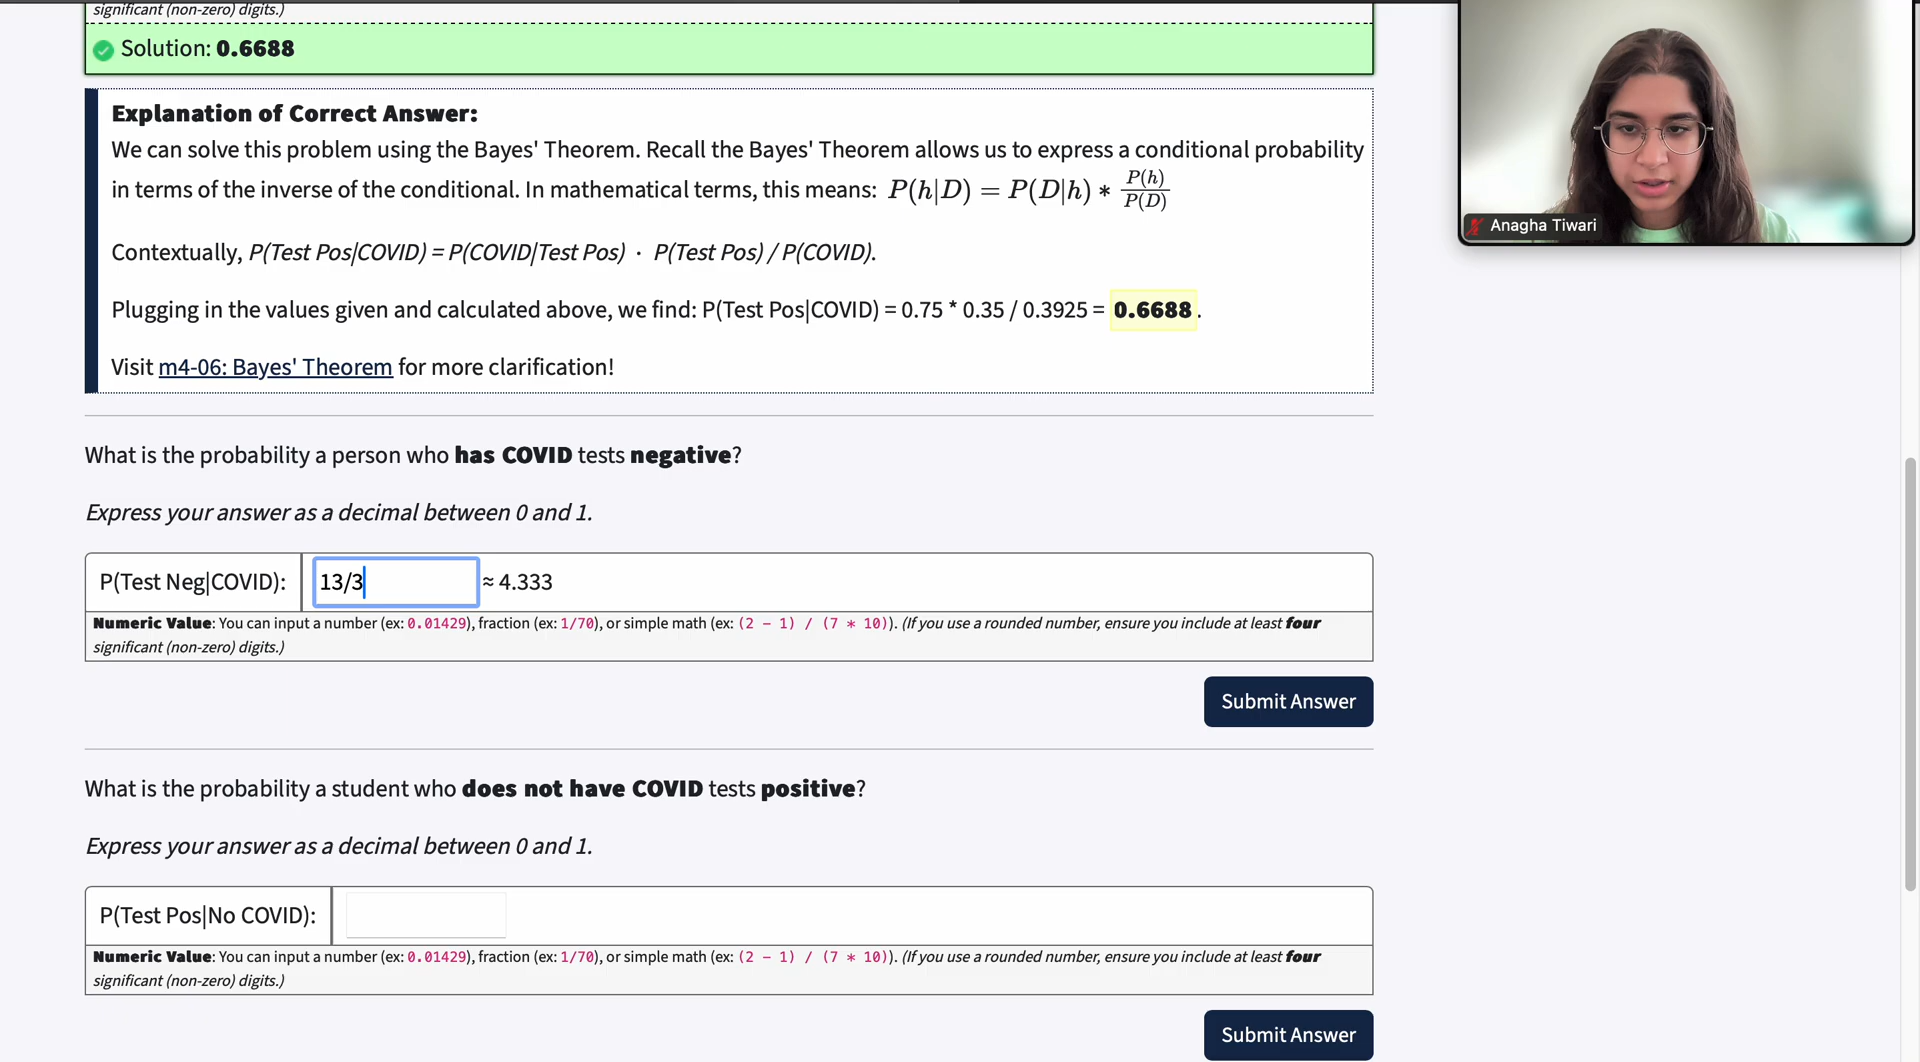 significant (non-zero) digits.)
Solution: 0.6688
Explanation of Correct Answer:
We can solve this problem using the Bayes' Theorem. Recall the Bayes' Theorem allows us to express a conditional probability
in terms of the inverse of the conditional. In mathematical terms, this means: P(h|D) = P(D|h) * P(h)/P(D)
Contextually, P(Test Pos|COVID) = P(COVID|Test Pos) · P(Test Pos) / P(COVID).
Plugging in the values given and calculated above, we find: P(Test Pos|COVID) = 0.75 * 0.35 / 0.3925 = 0.6688.
Visit m4-06: Bayes' Theorem for more clarification!
What is the probability a person who has COVID tests negative?
Express your answer as a decimal between 0 and 1.
P(Test Neg|COVID): 13/3 ≈ 4.333
Numeric Value: You can input a number (ex: 0.01429), fraction (ex: 1/70), or simple math (ex: (2 − 1) / (7 * 10)). (If you use a rounded number, ensure you include at least four
significant (non-zero) digits.)
Submit Answer
What is the probability a student who does not have COVID tests positive?
Express your answer as a decimal between 0 and 1.
P(Test Pos|No COVID):
Numeric Value: You can input a number (ex: 0.01429), fraction (ex: 1/70), or simple math (ex: (2 − 1) / (7 * 10)). (If you use a rounded number, ensure you include at least four
significant (non-zero) digits.)
Submit Answer
Anagha Tiwari